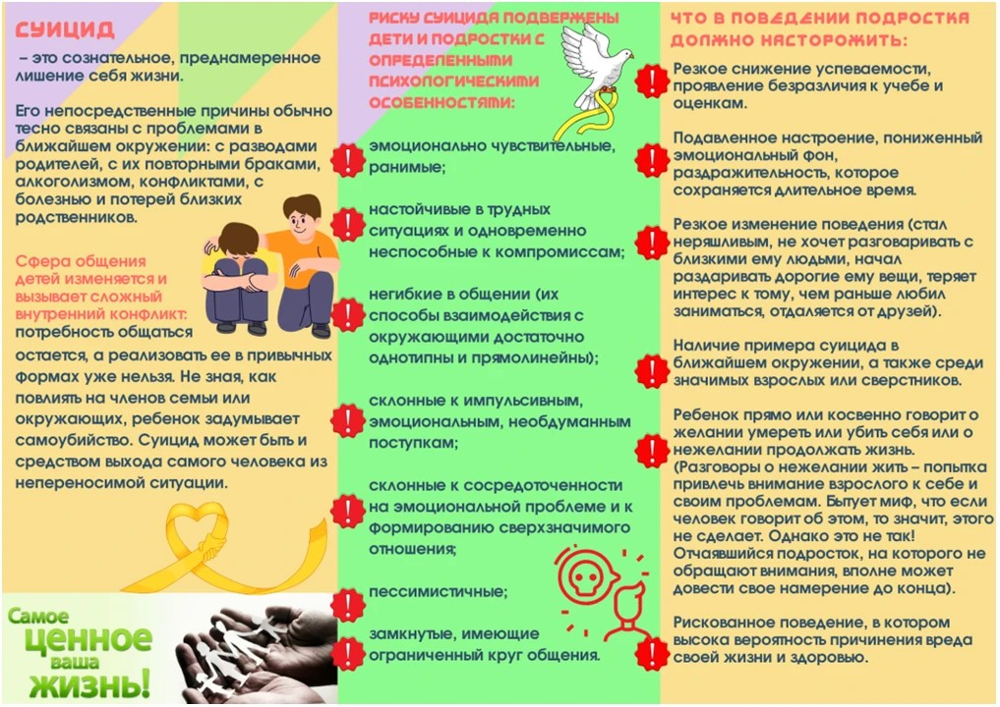 СУИЦИД
– это сознательное, преднамеренное
лишение себя жизни.
Его непосредственные причины обычно
тесно связаны с проблемами в
ближайшем окружении: с разводами
родителей, с их повторными браками,
алкоголизмом, конфликтами, с
болезнью и потерей близких
родственников.
Сфера общения
детей изменяется и
вызывает сложный
внутренний конфликт:
потребность общаться
остается, а реализовать ее в привычных
формах уже нельзя. Не зная, как
повлиять на членов семьи или
окружающих, ребенок задумывает
самоубийство. Суицид может быть и
средством выхода самого человека из
непереносимой ситуации.
Самое
ценное
ваша
жизнь!
РИСКУ СУИЦИДА ПОДВЕРЖЕНЫ
ДЕТИ И ПОДРОСТКИ С
ОПРЕДЕЛЕННЫМИ
ПСИХОЛОГИЧЕСКИМИ
ОСОБЕННОСТЯМИ:
эмоционально чувствительные,
ранимые;
настойчивые в трудных
ситуациях и одновременно
неспособные к компромиссам;
негибкие в общении (их
способы взаимодействия с
окружающими достаточно
однотипны и прямолинейны);
склонные к импульсивным,
эмоциональным, необдуманным
поступкам;
склонные к сосредоточенности
на эмоциональной проблеме и к
формированию сверхзначимого
отношения;
пессимистичные;
замкнутые, имеющие
ограниченный круг общения.
ЧТО В ПОВЕДЕНИИ ПОДРОСТКА
ДОЛЖНО НАСТОРОЖИТЬ:
Резкое снижение успеваемости,
проявление безразличия к учебе и
оценкам.
Подавленное настроение, пониженный
эмоциональный фон,
раздражительность, которое
сохраняется длительное время.
Резкое изменение поведения (стал
неряшливым, не хочет разговаривать с
близкими ему людьми, начал
раздаривать дорогие ему вещи, теряет
интерес к тому, чем раньше любил
заниматься, отдаляется от друзей).
Наличие примера суицида в
ближайшем окружении, а также среди
значимых взрослых или сверстников.
Ребенок прямо или косвенно говорит о
желании умереть или убить себя или о
нежелании продолжать жизнь.
(Разговоры о нежелании жить – попытка
привлечь внимание взрослого к себе и
своим проблемам. Бытует миф, что если
человек говорит об этом, то значит, этого
не сделает. Однако это не так!
Отчаявшийся подросток, на которого не
обращают внимания, вполне может
довести свое намерение до конца).
Рискованное поведение, в котором
высока вероятность причинения вреда
своей жизни и здоровью.